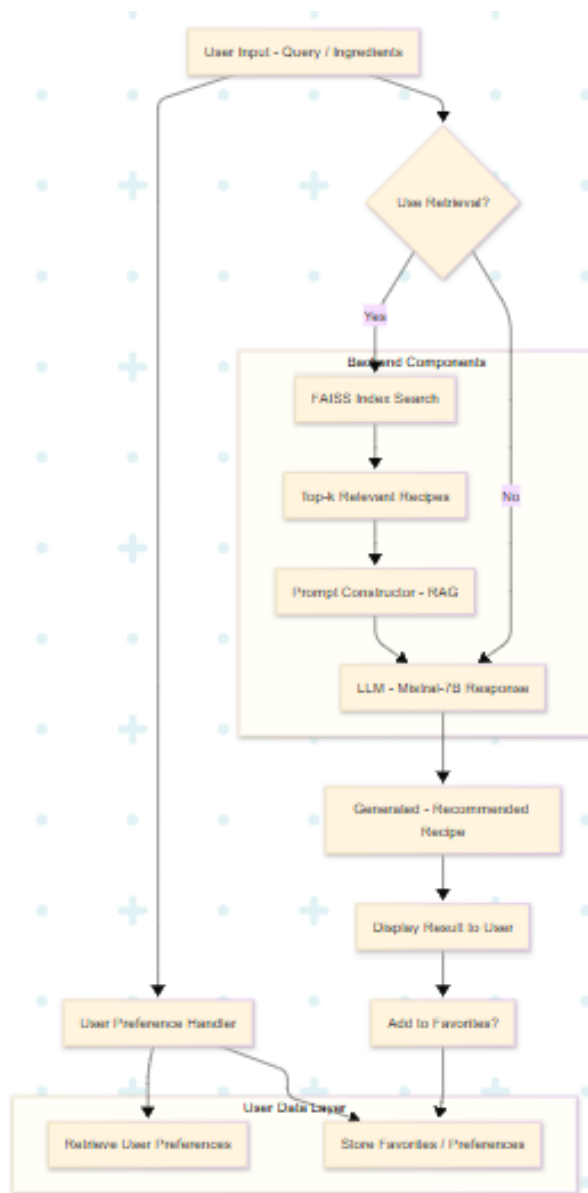 User Input - Query / Ingredients
Use Retrieval?
Yes
Backend Components
FAISS Index Search
Top-k Relevant Recipes
No
Prompt Constructor - RAG
LLM - Mistral-7B Response
Generated - Recommended
Recipe
Display Result to User
User Preference Handler
Add to Favorites?
User Data Layer
Retrieve User Preferences
Store Favorites / Preferences